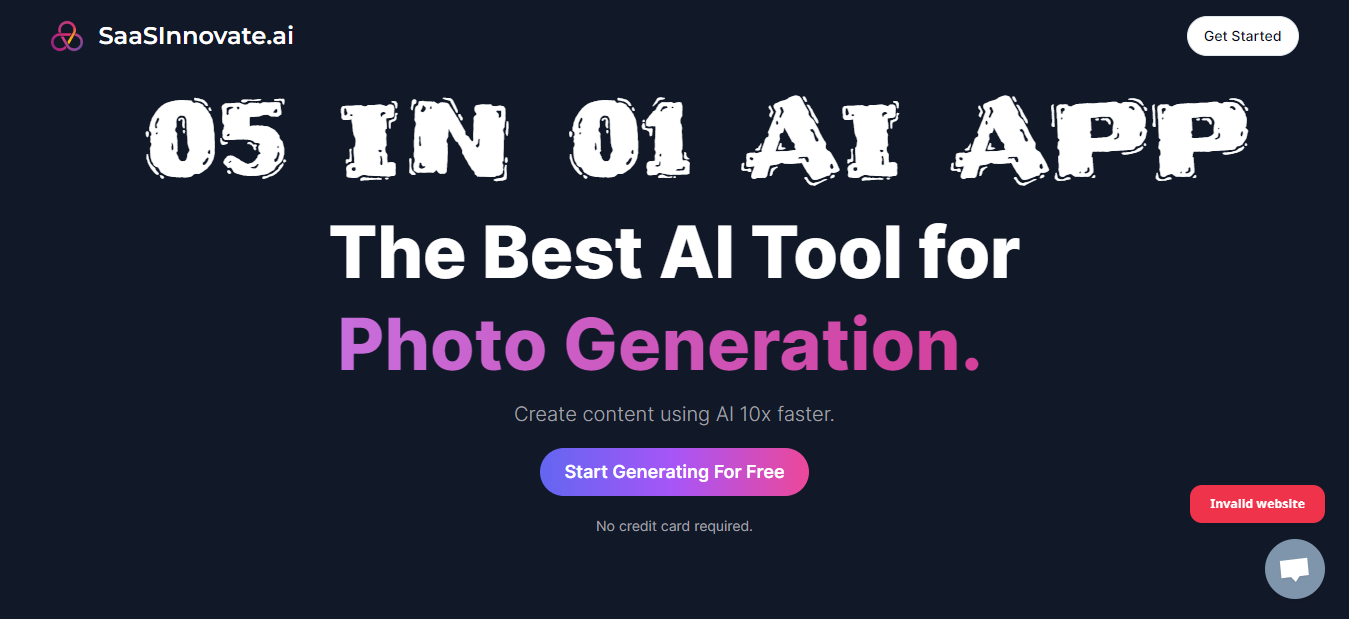 SaaSInnovate.ai
Get Started
05 IN 01 AI APP
The Best AI Tool for
Photo Generation.
Create content using AI 10x faster.
Start Generating For Free
Invalid website
No credit card required.